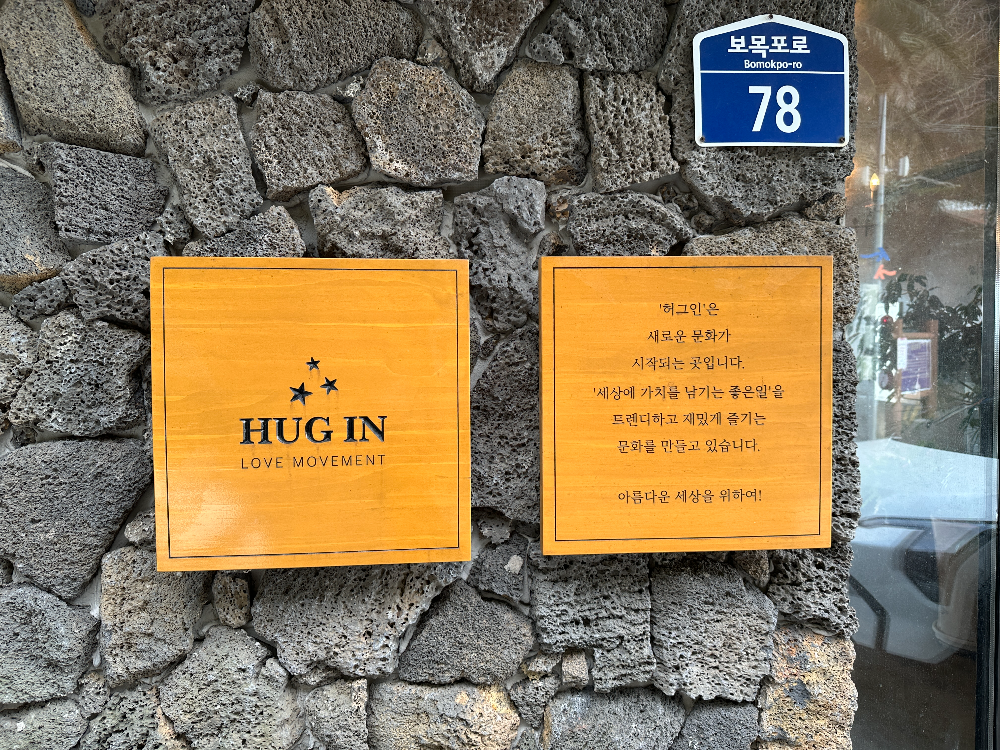 보목포로
Bomokpo-ro
78
HUG IN
LOVE MOVEMENT
'허그인'은
새로운 문화가
시작되는 곳입니다.
'세상에 가치를 남기는 좋은일'을
트렌디하고 재밌게 즐기는
문화를 만들고 있습니다.
아름다운 세상을 위하여!